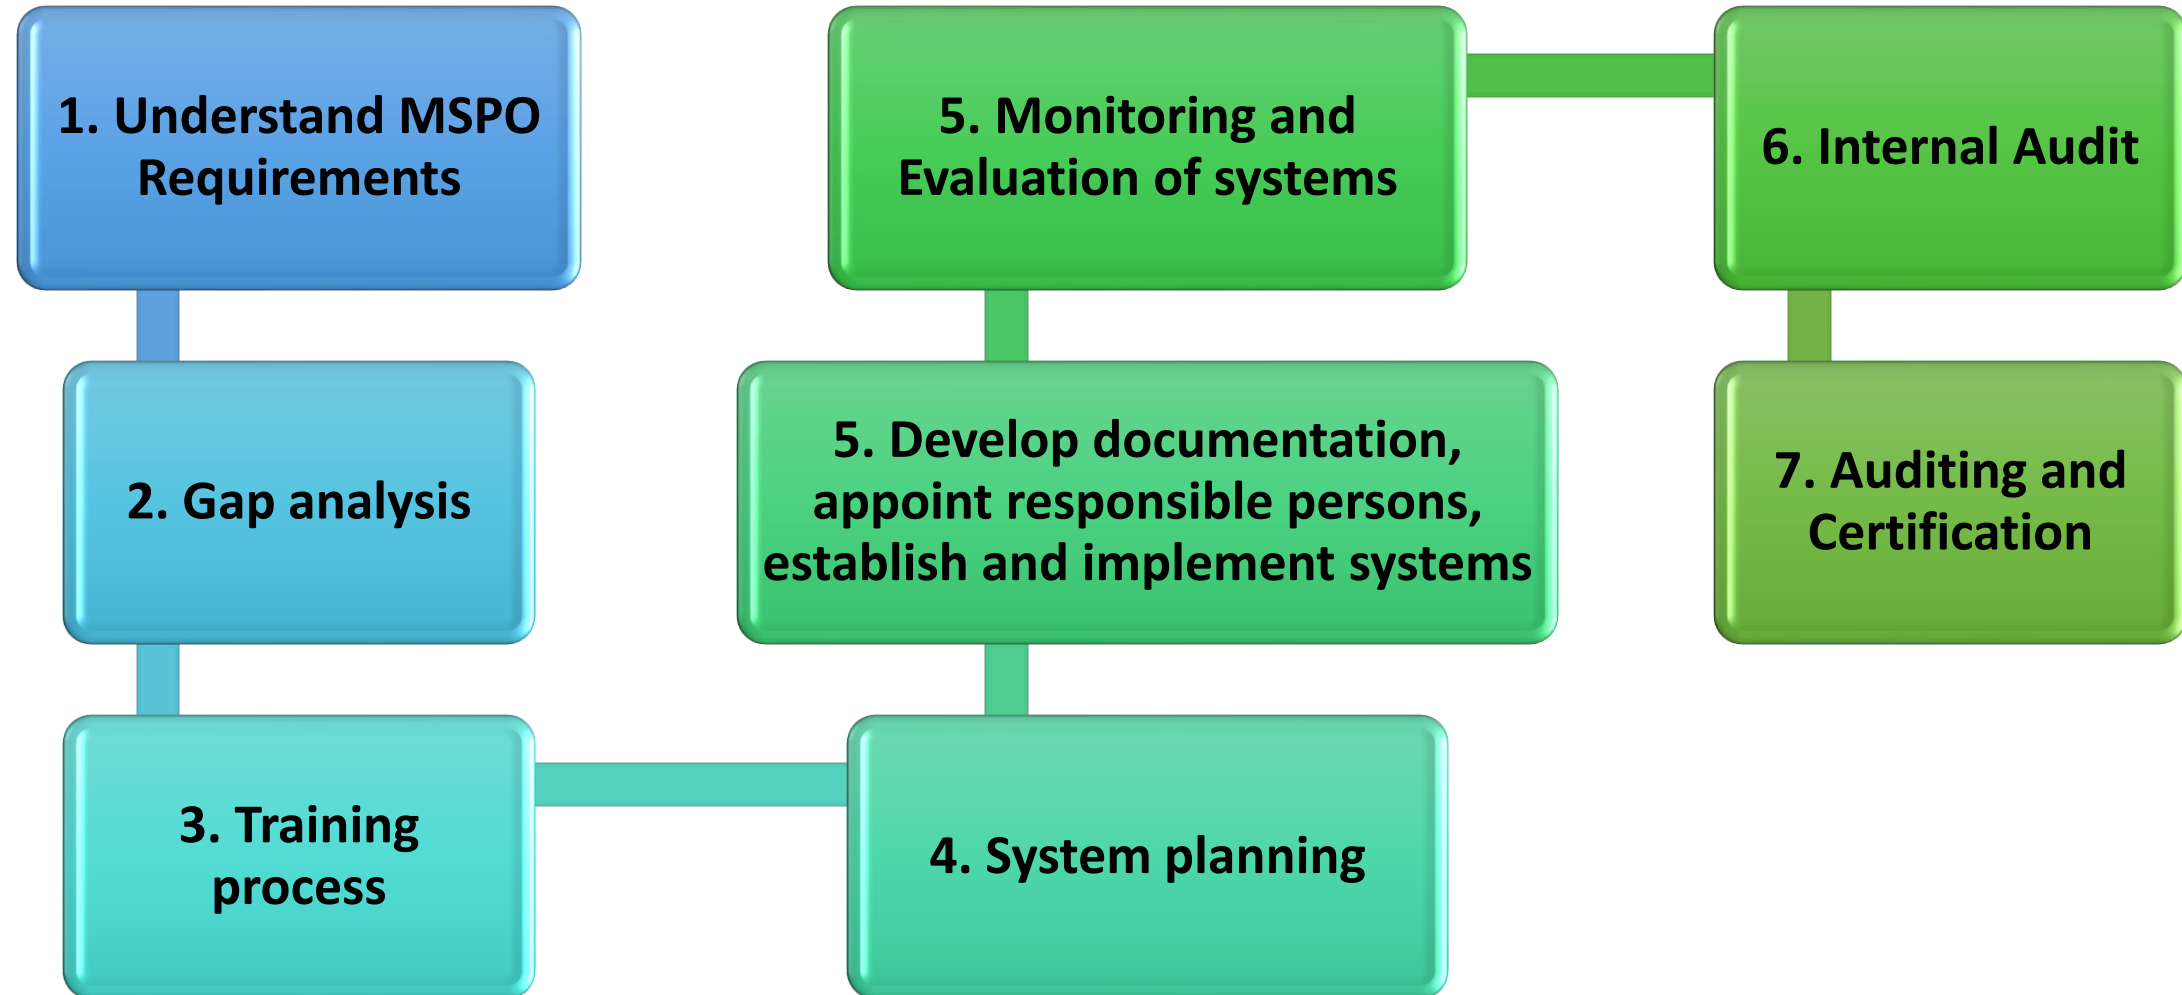 1. Understand MSPO
Requirements
2. Gap analysis
3. Training
process
4. System planning
5. Develop documentation,
appoint responsible persons,
establish and implement systems
5. Monitoring and
Evaluation of systems
6. Internal Audit
7. Auditing and
Certification